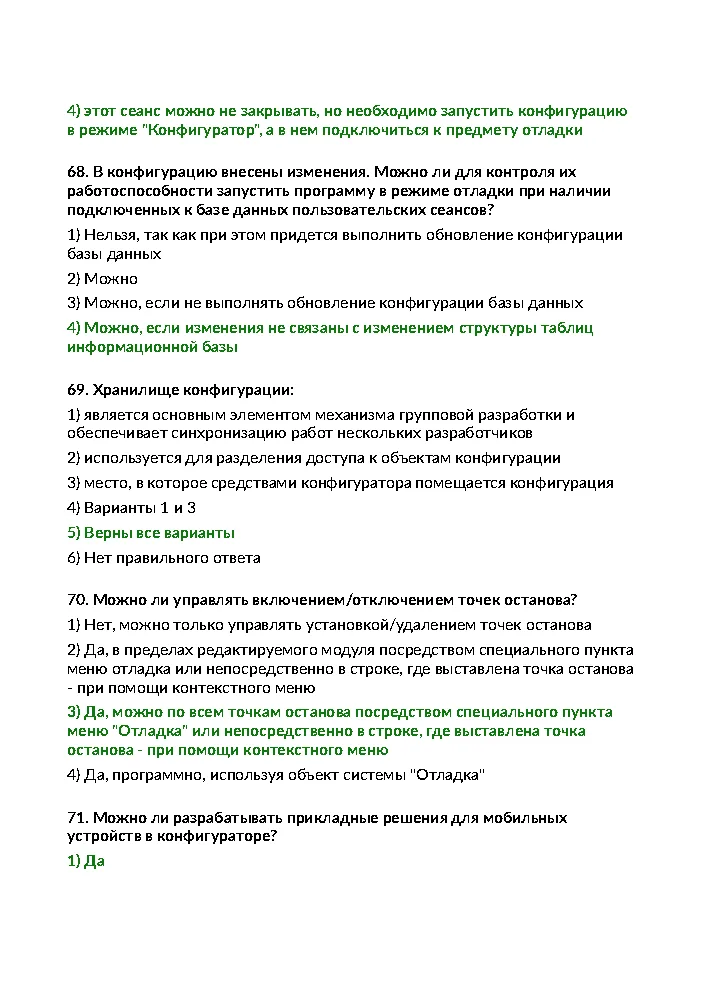 4) этот сеанс можно не закрывать, но необходимо запустить конфигурацию
в режиме "Конфигуратор", а в нем подключиться к предмету отладки
68. В конфигурацию внесены изменения. Можно ли для контроля их
работоспособности запустить программу в режиме отладки при наличии
подключенных к базе данных пользовательских сеансов?
1) Нельзя, так как при этом придется выполнить обновление конфигурации
базы данных
2) Можно
3) Можно, если не выполнять обновление конфигурации базы данных
4) Можно, если изменения не связаны с изменением структуры таблиц
информационной базы
69. Хранилище конфигурации:
1) является основным элементом механизма групповой разработки и
обеспечивает синхронизацию работ нескольких разработчиков
2) используется для разделения доступа к объектам конфигурации
3) место, в которое средствами конфигуратора помещается конфигурация
4) Варианты 1 и 3
5) Верны все варианты
6) Нет правильного ответа
70. Можно ли управлять включением/отключением точек останова?
1) Нет, можно только управлять установкой/удалением точек останова
2) Да, в пределах редактируемого модуля посредством специального пункта
меню отладка или непосредственно в строке, где выставлена точка останова
- при помощи контекстного меню
3) Да, можно по всем точкам останова посредством специального пункта
меню "Отладка" или непосредственно в строке, где выставлена точка
останова - при помощи контекстного меню
4) Да, программно, используя объект системы "Отладка"
71. Можно ли разрабатывать прикладные решения для мобильных
устройств в конфигураторе?
1) Да